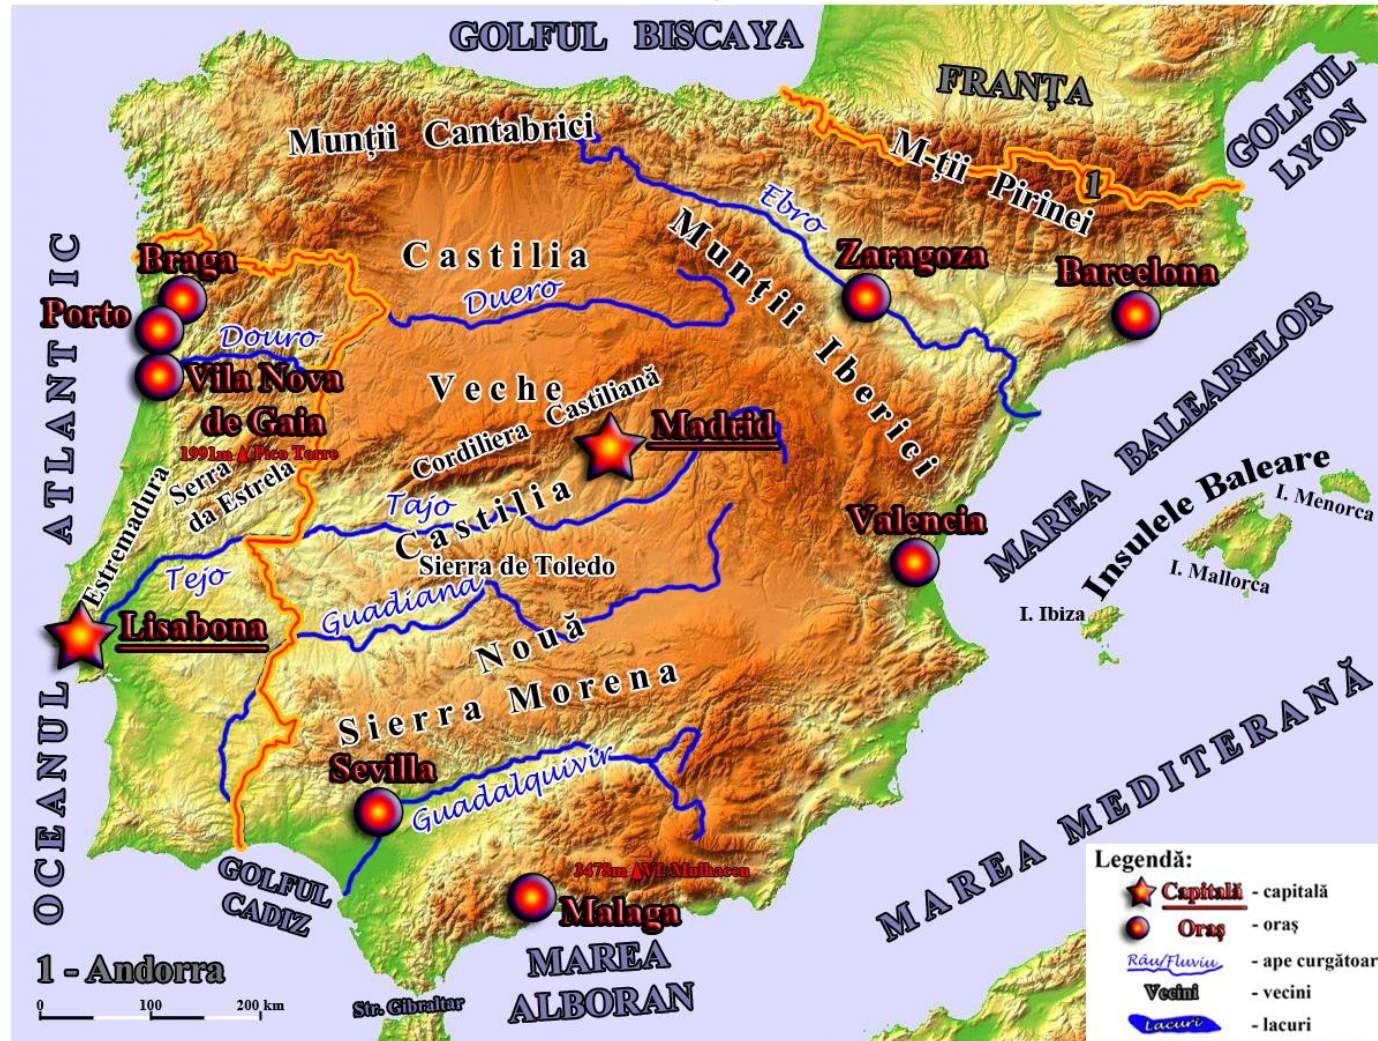 GOLFUL BISCAYA
FRANȚA
GOLFUL
LYON
Munții Cantabrici
M-ții Pirinei
1
Ebro
Munții Iberici
Castilia
Duero
Zaragoza
Barcelona
Braga
Porto
Douro
Vila Nova
de Gaia
1991m Pico Torre
Veche
Cordiliera Castiliană
Madrid
OCEANUL ATLANTIC
Estremadura
Serra
da Estrela
Tajo
Castilia
Valencia
MAREA BALEARELOR
Insulele Baleare
I. Menorca
I. Mallorca
I. Ibiza
Tejo
Sierra de Toledo
Guadiana
Lisabona
Nouă
Sierra Morena
Sevilla
Guadalquivir
MAREA MEDITERANĂ
GOLFUL
CADIZ
3478m Vf. Mulhacen
Malaga
MAREA
ALBORAN
Str. Gibraltar
1 - Andorra
0 100 200 km
Legendă:
Capitală - capitală
Oraș - oraș
Râu/Fluviu - ape curgătoar
Vecini - vecini
Lacuri - lacuri